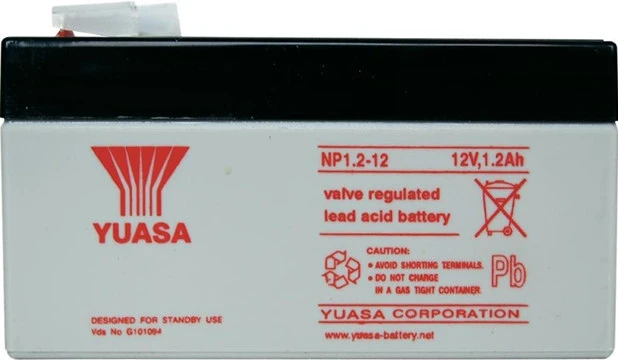 YUASA
DESIGNED FOR STANDBY USE
Vds No G101094
NP1.2-12 12V,1.2Ah
valve regulated
lead acid battery
CAUTION:
• AVOID SHORTING TERMINALS.
• DO NOT CHARGE
IN A GAS TIGHT CONTAINER.
Pb
YUASA CORPORATION
www.yuasa-battery.net